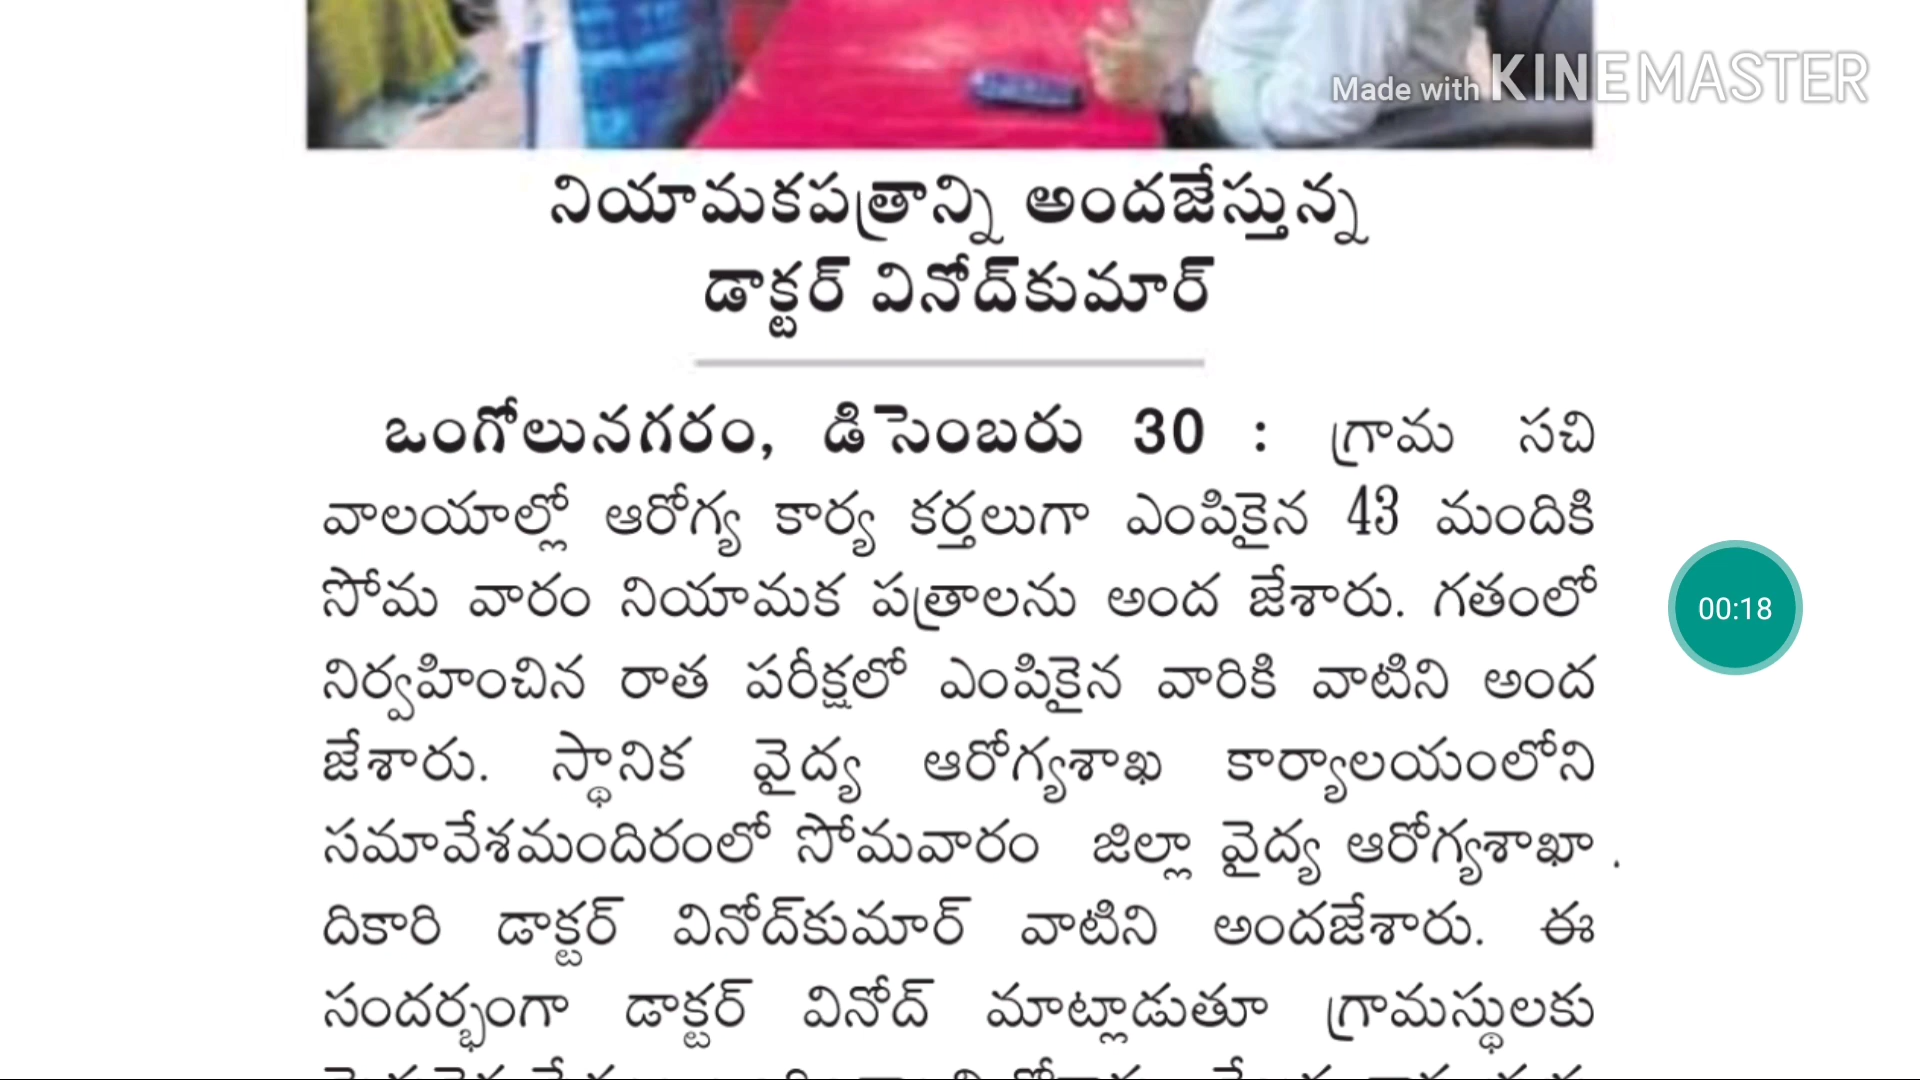 Made with KINEMASTER
నియామకపత్రాన్ని అందజేస్తున్న
డాక్టర్ వినోద్‌కుమార్
ఒంగోలునగరం, డిసెంబరు 30 : గ్రామ సచి
వాలయాల్లో ఆరోగ్య కార్య కర్తలుగా ఎంపికైన 43 మందికి
సోమ వారం నియామక పత్రాలను అంద జేశారు. గతంలో
నిర్వహించిన రాత పరీక్షలో ఎంపికైన వారికి వాటిని అంద
జేశారు. స్థానిక వైద్య ఆరోగ్యశాఖ కార్యాలయంలోని
సమావేశమందిరంలో సోమవారం జిల్లా వైద్య ఆరోగ్యశాఖా .
దికారి డాక్టర్ వినోద్‌కుమార్ వాటిని అందజేశారు. ఈ
సందర్భంగా డాక్టర్ వినోద్ మాట్లాడుతూ గ్రామస్థులకు
00:18